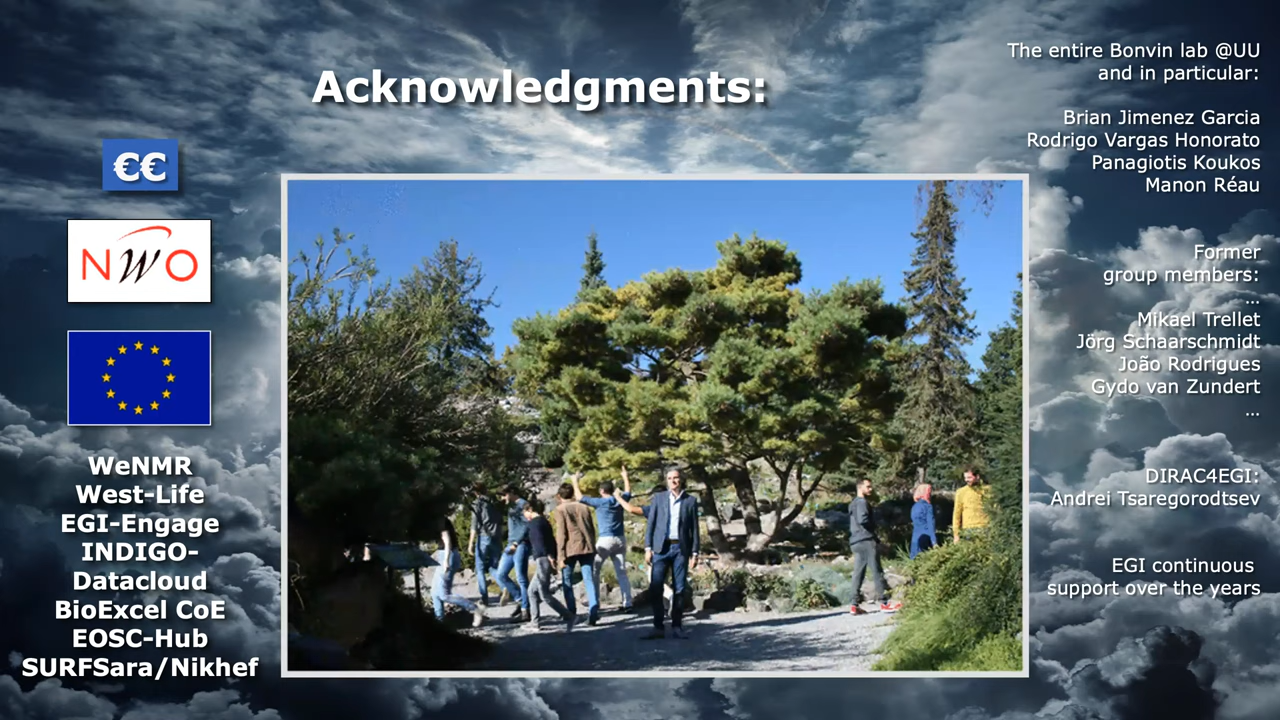 Acknowledgments:
€€
NWO
WeNMR
West-Life
EGI-Engage
INDIGO-
Datacloud
BioExcel CoE
EOSC-Hub
SURFSara/Nikhef
The entire Bonvin lab @UU
and in particular:
Brian Jimenez Garcia
Rodrigo Vargas Honorato
Panagiotis Koukos
Manon Réau
Former
group members:
...
Mikael Trellet
Jörg Schaarschmidt
João Rodrigues
Gydo van Zundert
...
DIRAC4EGI:
Andrei Tsaregorodtsev
EGI continuous
support over the years